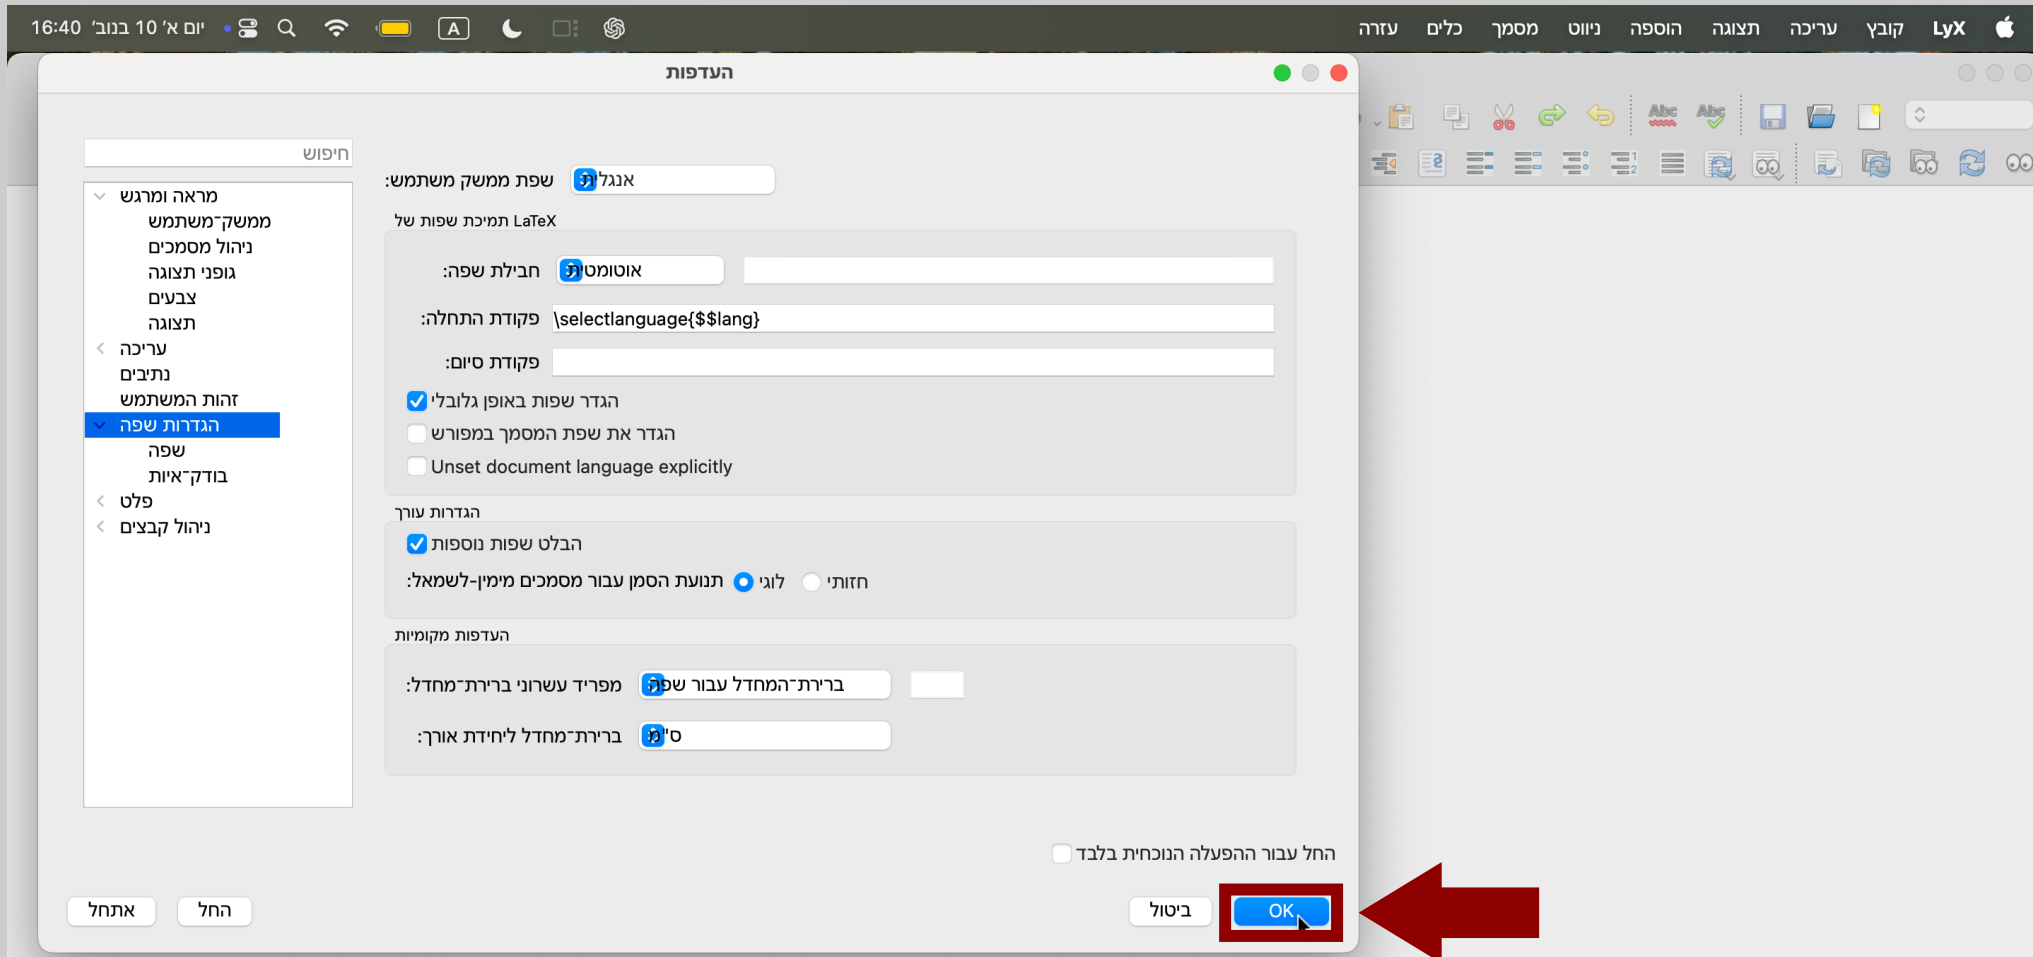 LyX קובץ עריכה תצוגה הוספה ניווט מסמך כלים עזרה
A יום א׳ 10 בנוב׳ 16:40
העדפות
Abc Abc
חיפוש
מראה ומרגש
ממשק־משתמש
ניהול מסמכים
גופני תצוגה
צבעים
תצוגה
עריכה
נתיבים
זהות המשתמש
הגדרות שפה
שפה
בודק־איות
פלט
ניהול קבצים
שפת ממשק משתמש: אנגלית
תמיכת שפות של LaTeX
חבילת שפה: אוטומטית
פקודת התחלה: \selectlanguage{$$lang}
פקודת סיום:
הגדר שפות באופן גלובלי
הגדר את שפת המסמך במפורש
Unset document language explicitly
הגדרות עורך
הבלט שפות נוספות
תנועת הסמן עבור מסמכים מימין-לשמאל: לוגי חזותי
העדפות מקומיות
מפריד עשרוני ברירת־מחדל: ברירת־המחדל עבור שפה
ברירת־מחדל ליחידת אורך: ס"מ
החל עבור ההפעלה הנוכחית בלבד
OK ביטול החל אתחל